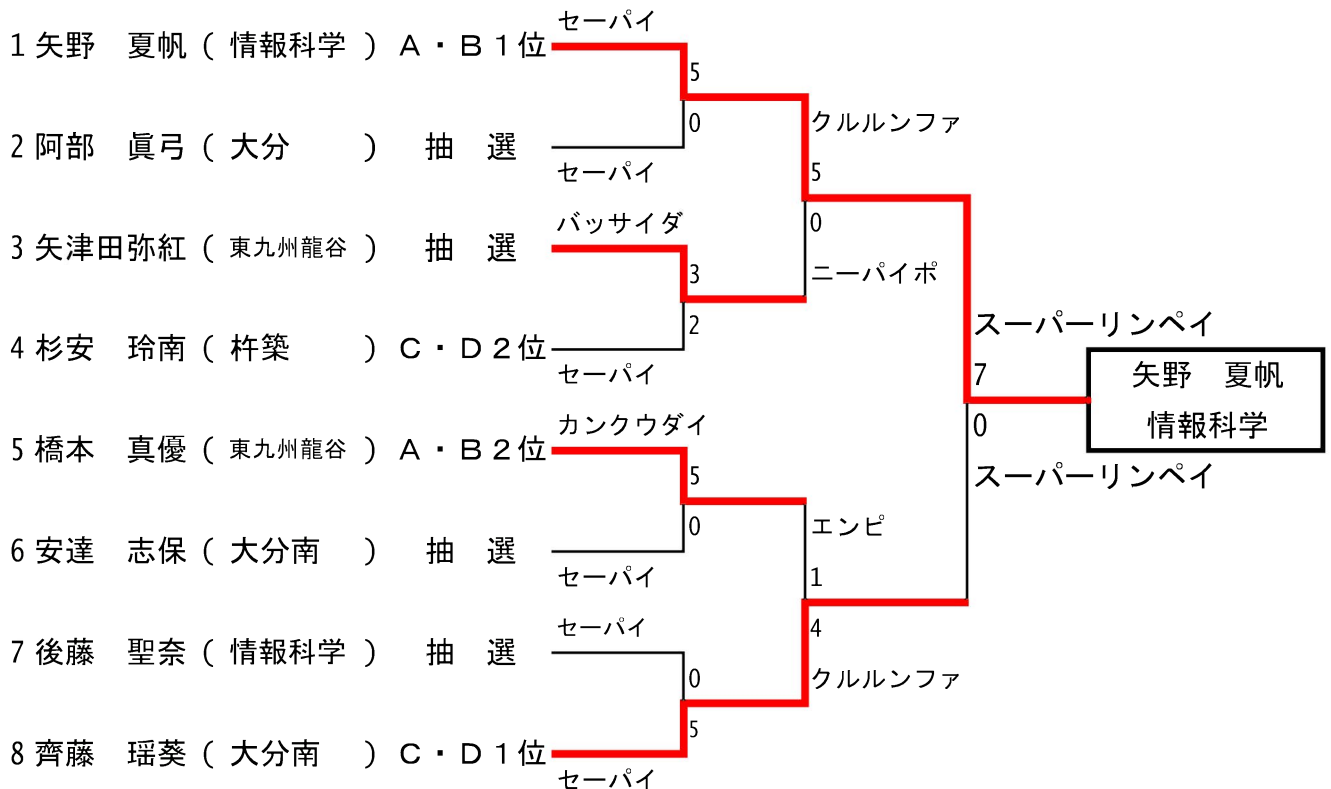 セーパイ
1 矢野　夏帆 ( 情報科学 ) A・B1位
5
0
クルルンファ
2 阿部　眞弓 ( 大分 ) 抽　選
セーパイ
5
バッサイダ
0
3 矢津田弥紅 ( 東九州龍谷 ) 抽　選
3
ニーパイポ
2
スーパーリンペイ
4 杉安　玲南 ( 杵築 ) C・D2位
セーパイ
7
矢野　夏帆
カンクウダイ
0
情報科学
5 橋本　真優 ( 東九州龍谷 ) A・B2位
5
スーパーリンペイ
0
エンピ
6 安達　志保 ( 大分南 ) 抽　選
セーパイ
1
セーパイ
4
7 後藤　聖奈 ( 情報科学 ) 抽　選
0
クルルンファ
5
8 齊藤　瑶葵 ( 大分南 ) C・D1位
セーパイ